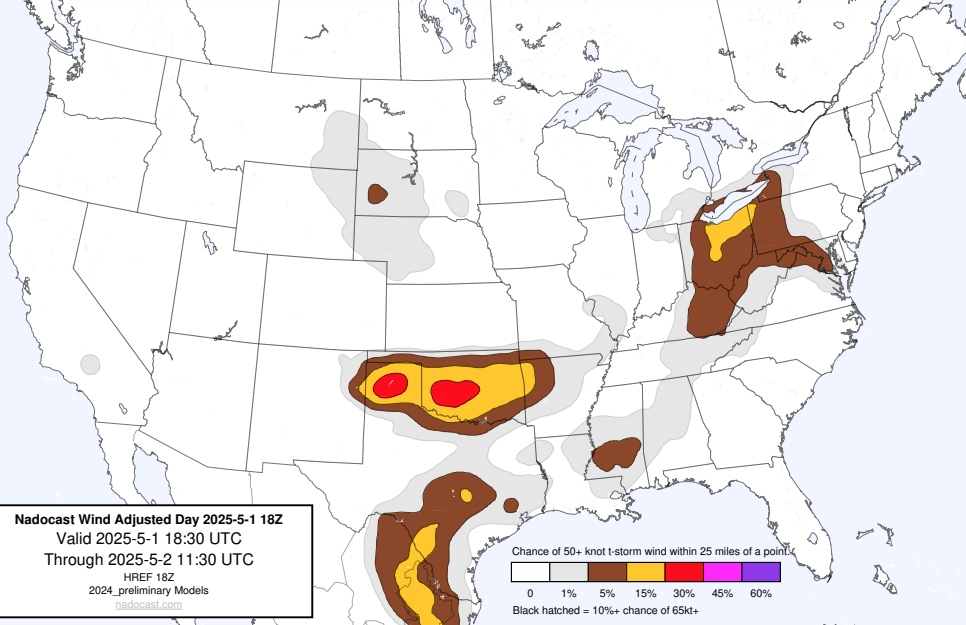 Nadocast Wind Adjusted Day 2025-5-1 18Z
Valid 2025-5-1 18:30 UTC
Through 2025-5-2 11:30 UTC
HREF 18Z
2024_preliminary Models
nadocast.com
Chance of 50+ knot t-storm wind within 25 miles of a point.
0 1% 5% 15% 30% 45% 60%
Black hatched = 10%+ chance of 65kt+